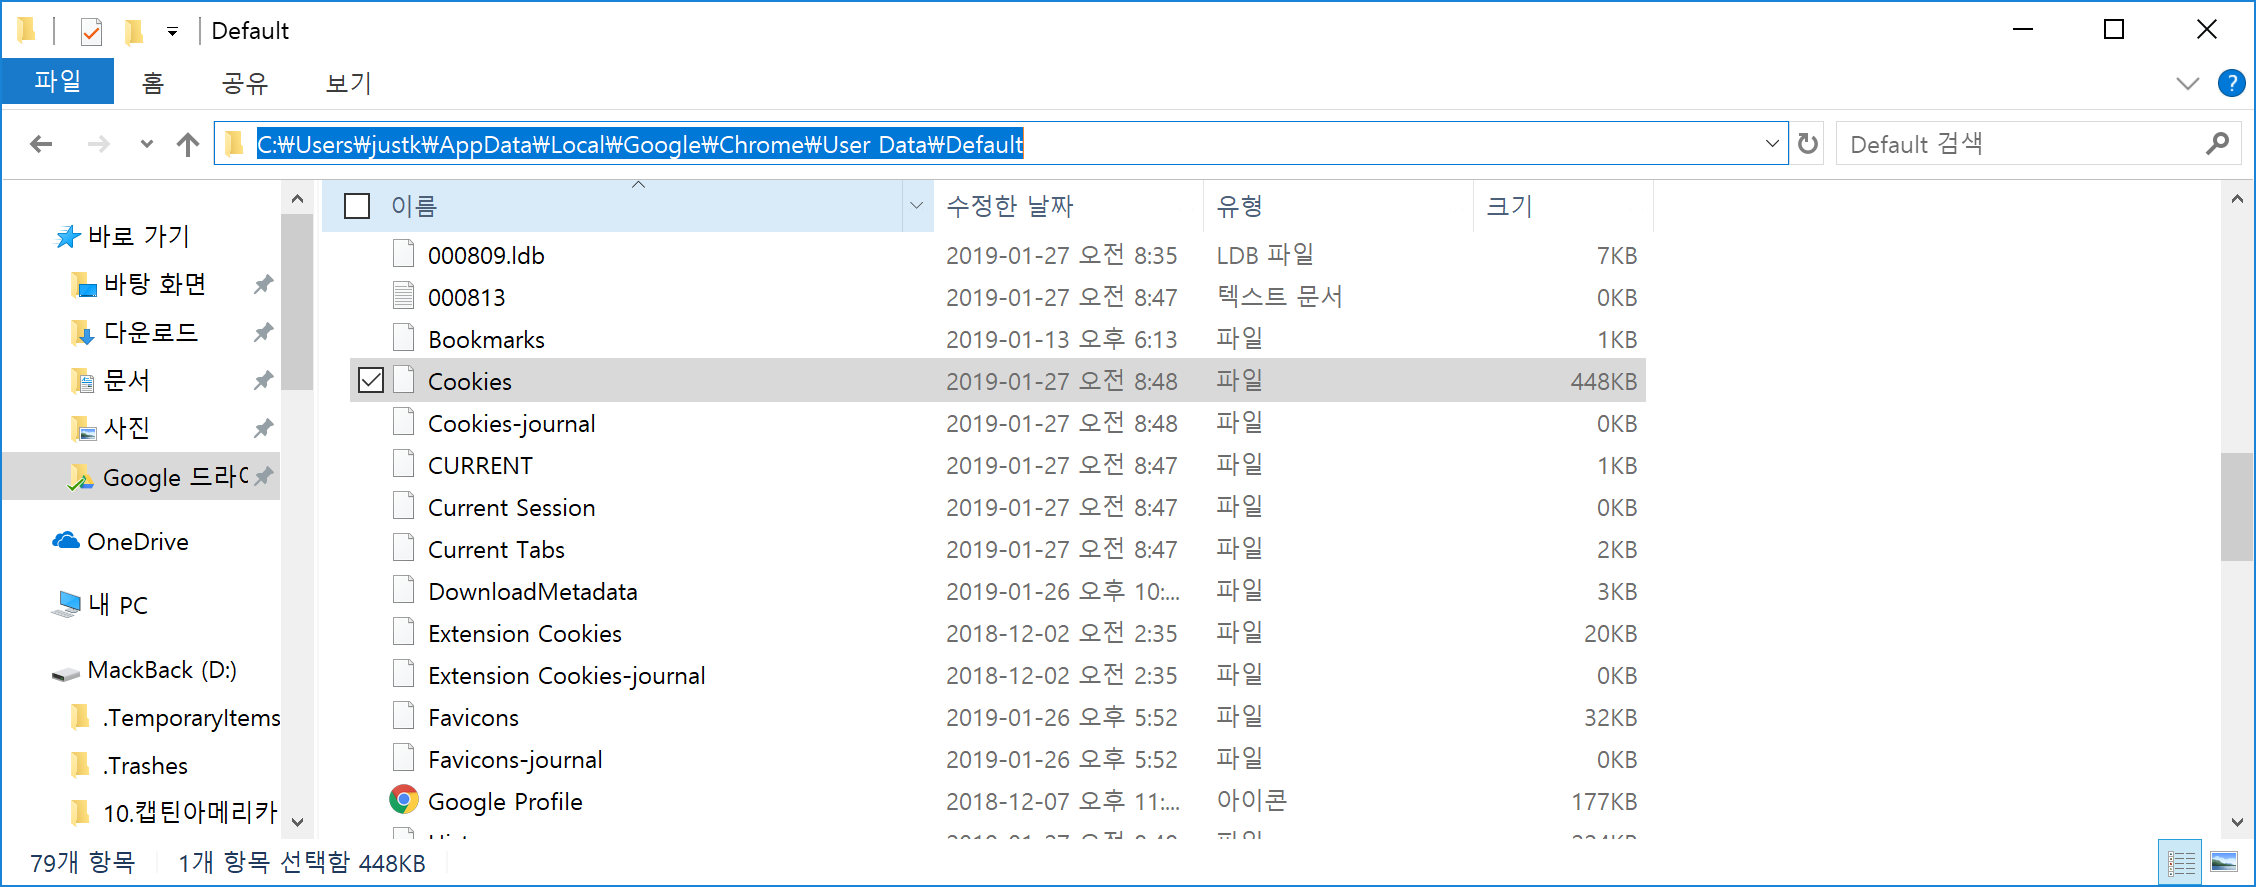 Default
파일 홈 공유 보기
C:₩Users₩justk₩AppData₩Local₩Google₩Chrome₩User Data₩Default
Default 검색
바로 가기
바탕 화면
다운로드
문서
사진
Google 드라이
OneDrive
내 PC
MackBack (D:)
.TemporaryItems
.Trashes
10.캡틴아메리카
이름 수정한 날짜 유형 크기
000809.ldb 2019-01-27 오전 8:35 LDB 파일 7KB
000813 2019-01-27 오전 8:47 텍스트 문서 0KB
Bookmarks 2019-01-13 오후 6:13 파일 1KB
Cookies 2019-01-27 오전 8:48 파일 448KB
Cookies-journal 2019-01-27 오전 8:48 파일 0KB
CURRENT 2019-01-27 오전 8:47 파일 1KB
Current Session 2019-01-27 오전 8:47 파일 0KB
Current Tabs 2019-01-27 오전 8:47 파일 2KB
DownloadMetadata 2019-01-26 오후 10:... 파일 3KB
Extension Cookies 2018-12-02 오전 2:35 파일 20KB
Extension Cookies-journal 2018-12-02 오전 2:35 파일 0KB
Favicons 2019-01-26 오후 5:52 파일 32KB
Favicons-journal 2019-01-26 오후 5:52 파일 0KB
Google Profile 2018-12-07 오후 11:... 아이콘 177KB
79개 항목 1개 항목 선택함 448KB